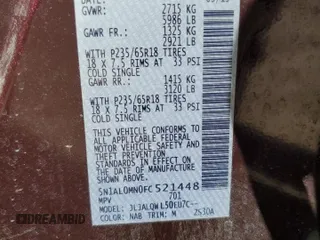 GVWR: 2715 KG
5986 LB
GAWR FR.: 1325 KG
2921 LB
WITH P235/65R18 TIRES
18 X 7.5 RIMS AT 33 PSI
COLD SINGLE
GAWR RR.: 1415 KG
3120 LB
WITH P235/65R18 TIRES
18 X 7.5 RIMS AT 33 PSI
COLD SINGLE
THIS VEHICLE CONFORMS TO ALL
APPLICABLE FEDERAL MOTOR
VEHICLE SAFETY AND THEFT
PREVENTION STANDARDS IN
EFFECT ON THE DATE OF
MANUFACTURE SHOWN ABOVE.
5N1AL0MN0FC521448
MPV 701
MODEL:
COLOR: NAB TRIM: M